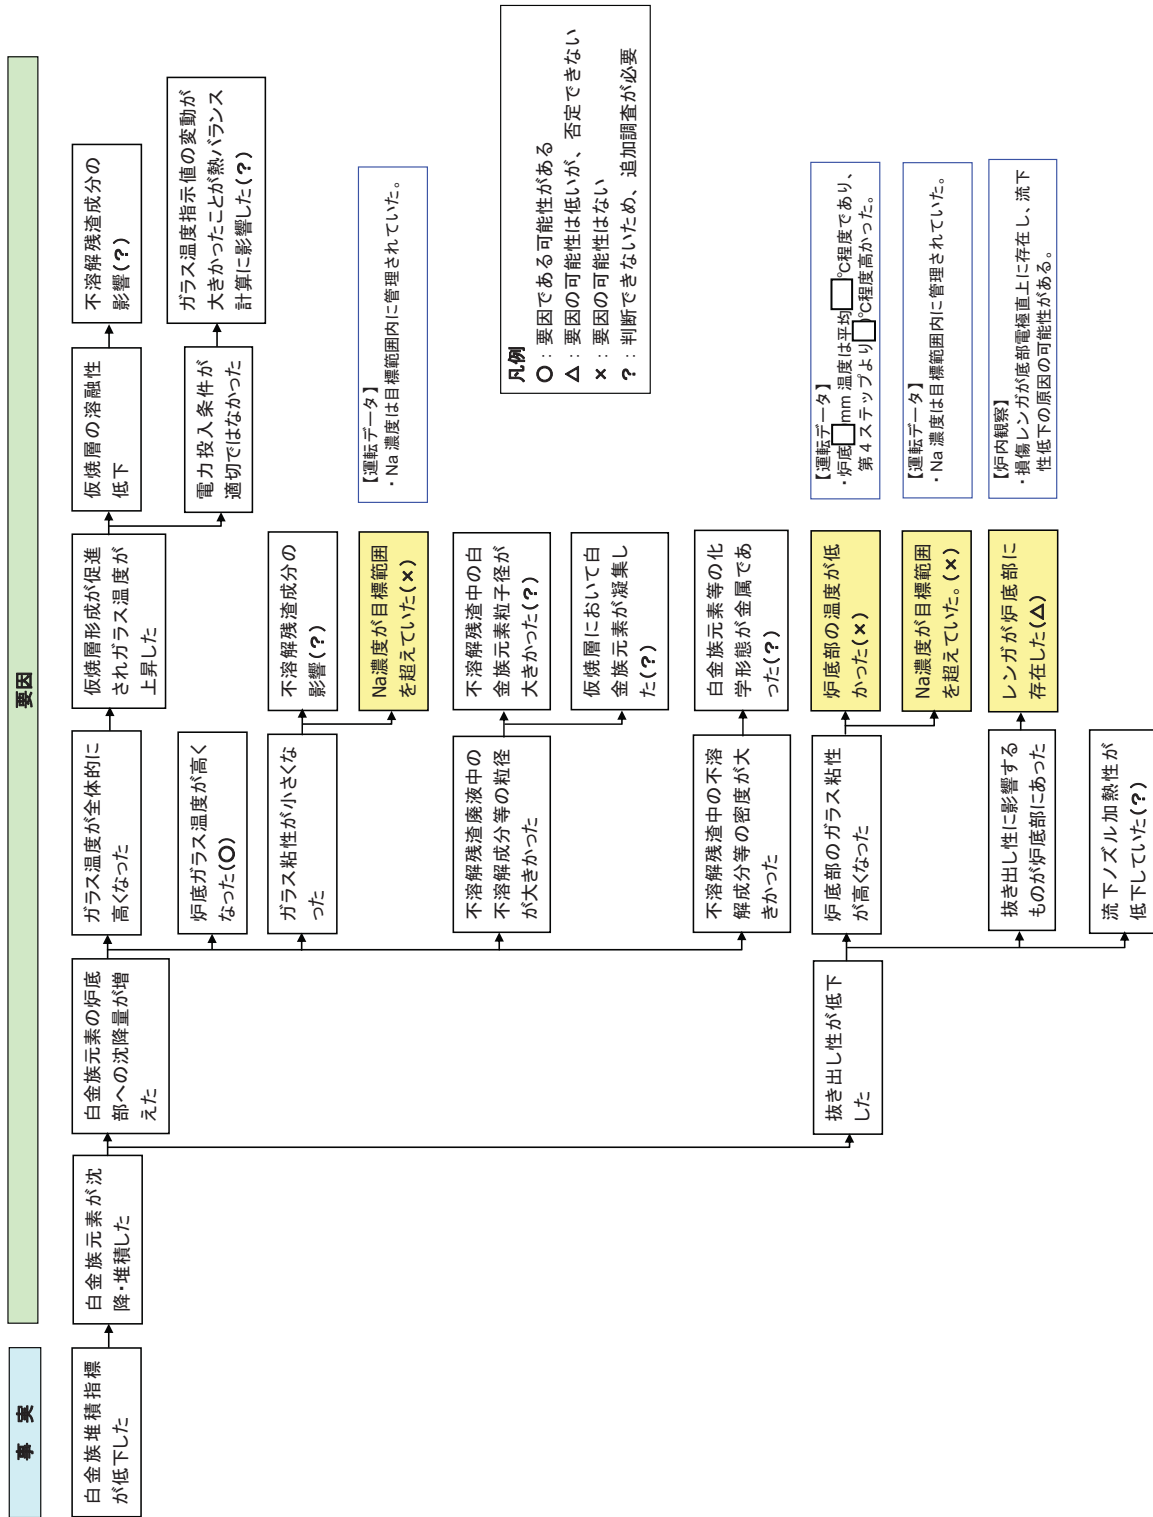 事 実
要因
白金族堆積指標
が低下した
白金族元素が沈
降・堆積した
白金族元素の炉底
部への沈降量が増
えた
ガラス温度が全体的に
高くなった
仮焼層形成が促進
されガラス温度が
上昇した
仮焼層の溶融性
低下
不溶解残渣成分の
影響(?)
電力投入条件が
適切ではなかった
ガラス温度指示値の変動が
大きかったことが熱バランス
計算に影響した(?)
炉底ガラス温度が高く
なった(○)
ガラス粘性が小さくな
った
不溶解残渣成分の
影響(?)
Na濃度が目標範囲
を超えていた(×)
【運転データ】
・Na 濃度は目標範囲内に管理されていた。
不溶解残渣廃液中の
不溶解成分等の粒径
が大きかった
不溶解残渣中の白
金族元素粒子径が
大きかった(?)
仮焼層において白
金族元素が凝集し
た(?)
不溶解残渣中の不溶
解成分等の密度が大
きかった
白金族元素等の化
学形態が金属であ
った(?)
凡例
○ : 要因である可能性がある
△ : 要因の可能性は低いが、否定できない
× : 要因の可能性はない
? : 判断できないため、追加調査が必要
抜き出し性が低下
した
炉底部のガラス粘性
が高くなった
炉底部の温度が低
かった(×)
【運転データ】
・炉底 mm 温度は平均 ℃程度であり、
第４ステップより ℃程度高かった。
Na濃度が目標範囲
を超えていた。(×)
【運転データ】
・Na 濃度は目標範囲内に管理されていた。
抜き出し性に影響する
ものが炉底部にあった
レンガが炉底部に
存在した(△)
【炉内観察】
・損傷レンガが底部電極直上に存在し、流下
性低下の原因の可能性がある。
流下ノズル加熱性が
低下していた(?)